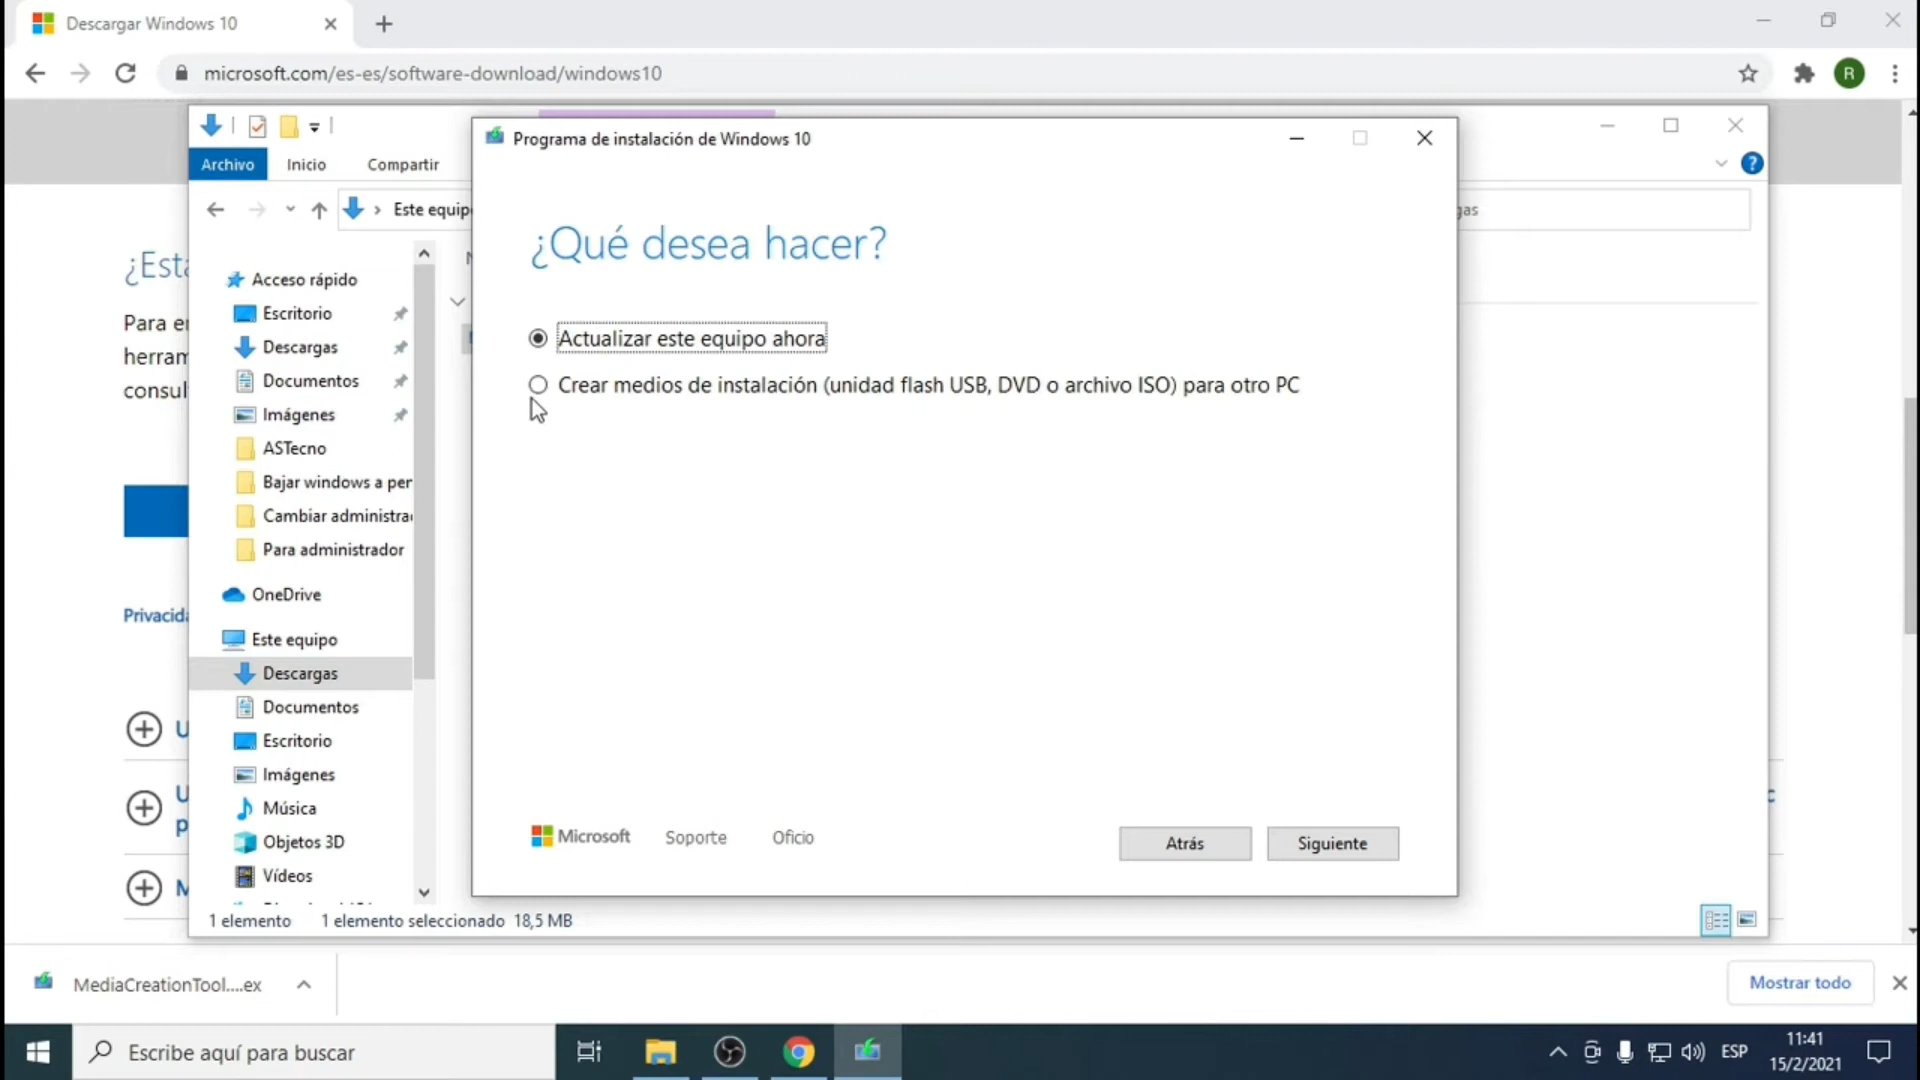 Descargar Windows 10
microsoft.com/es-es/software-download/windows10
R
Archivo
Inicio
Compartir
Programa de instalación de Windows 10
Este equipo
¿Qué desea hacer?
Actualizar este equipo ahora
Crear medios de instalación (unidad flash USB, DVD o archivo ISO) para otro PC
¿Esta
Para
herram
consul
Privacida
Acceso rápido
Escritorio
Descargas
Documentos
Imágenes
ASTecno
Bajar windows a per
Cambiar administra
Para administrador
OneDrive
Este equipo
Descargas
Documentos
Escritorio
Imágenes
Música
Objetos 3D
Vídeos
Microsoft
Soporte
Oficio
Atrás
Siguiente
1 elemento
1 elemento seleccionado 18,5 MB
MediaCreationTool....ex
Mostrar todo
Escribe aquí para buscar
ESP
11:41
15/2/2021